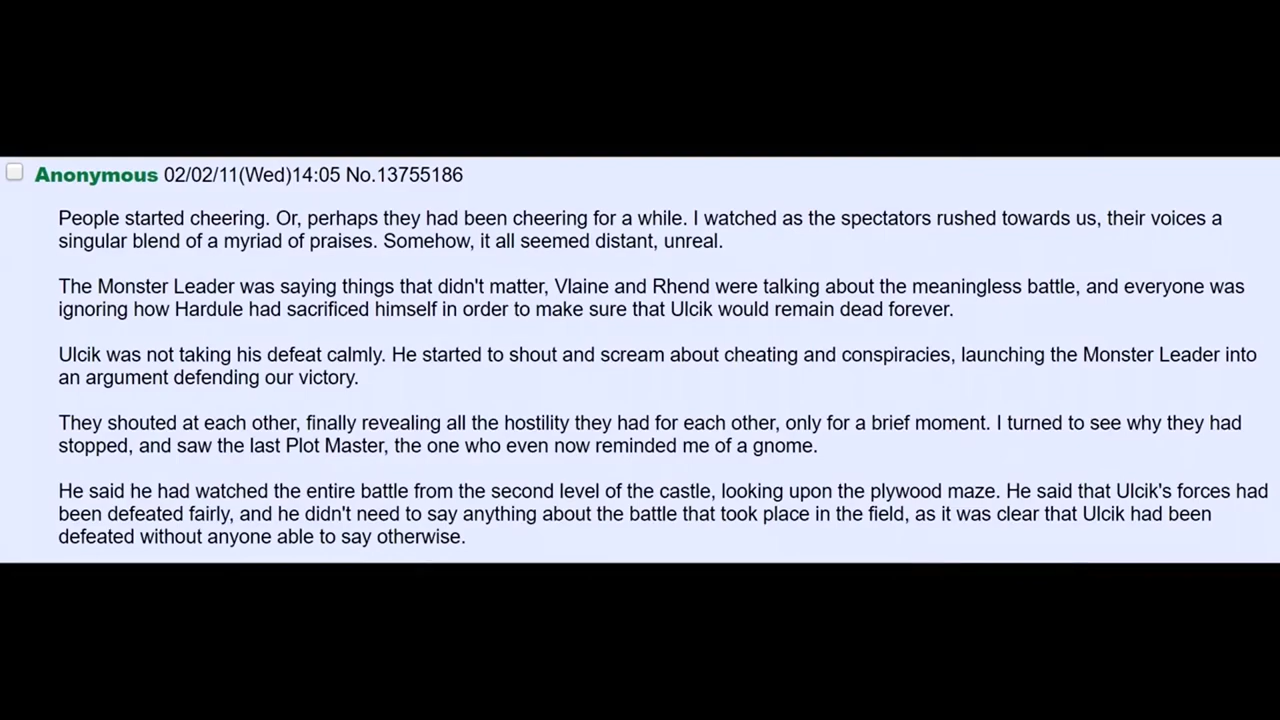 Anonymous 02/02/11(Wed)14:05 No.13755186
People started cheering. Or, perhaps they had been cheering for a while. I watched as the spectators rushed towards us, their voices a
singular blend of a myriad of praises. Somehow, it all seemed distant, unreal.
The Monster Leader was saying things that didn't matter, Vlaine and Rhend were talking about the meaningless battle, and everyone was
ignoring how Hardule had sacrificed himself in order to make sure that Ulcik would remain dead forever.
Ulcik was not taking his defeat calmly. He started to shout and scream about cheating and conspiracies, launching the Monster Leader into
an argument defending our victory.
They shouted at each other, finally revealing all the hostility they had for each other, only for a brief moment. I turned to see why they had
stopped, and saw the last Plot Master, the one who even now reminded me of a gnome.
He said he had watched the entire battle from the second level of the castle, looking upon the plywood maze. He said that Ulcik's forces had
been defeated fairly, and he didn't need to say anything about the battle that took place in the field, as it was clear that Ulcik had been
defeated without anyone able to say otherwise.